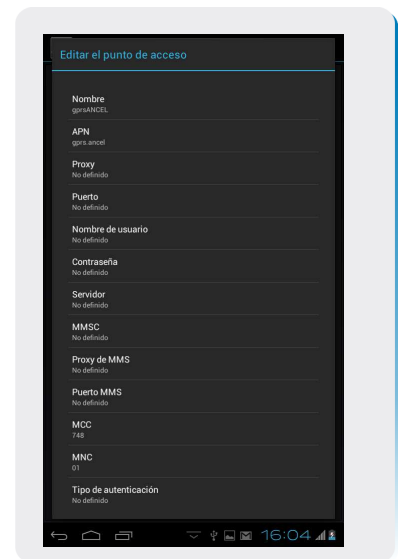 Editar el punto de acceso
Nombre
gprsANCEL
APN
gprs.ancel
Proxy
No definido
Puerto
No definido
Nombre de usuario
No definido
Contraseña
No definido
Servidor
No definido
MMSC
No definido
Proxy de MMS
No definido
Puerto MMS
No definido
MCC
748
MNC
01
Tipo de autenticación
No definido
16:04